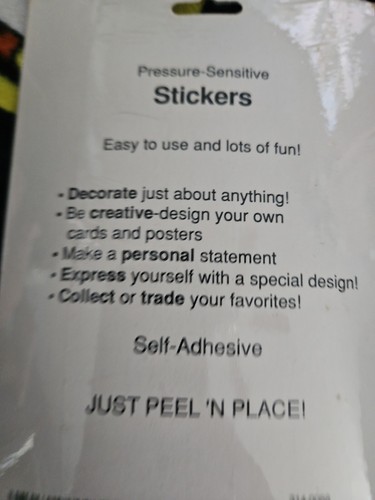 Pressure-Sensitive
Stickers
Easy to use and lots of fun!
• Decorate just about anything!
• Be creative-design your own
cards and posters
• Make a personal statement
• Express yourself with a special design!
• Collect or trade your favorites!
Self-Adhesive
JUST PEEL 'N PLACE!